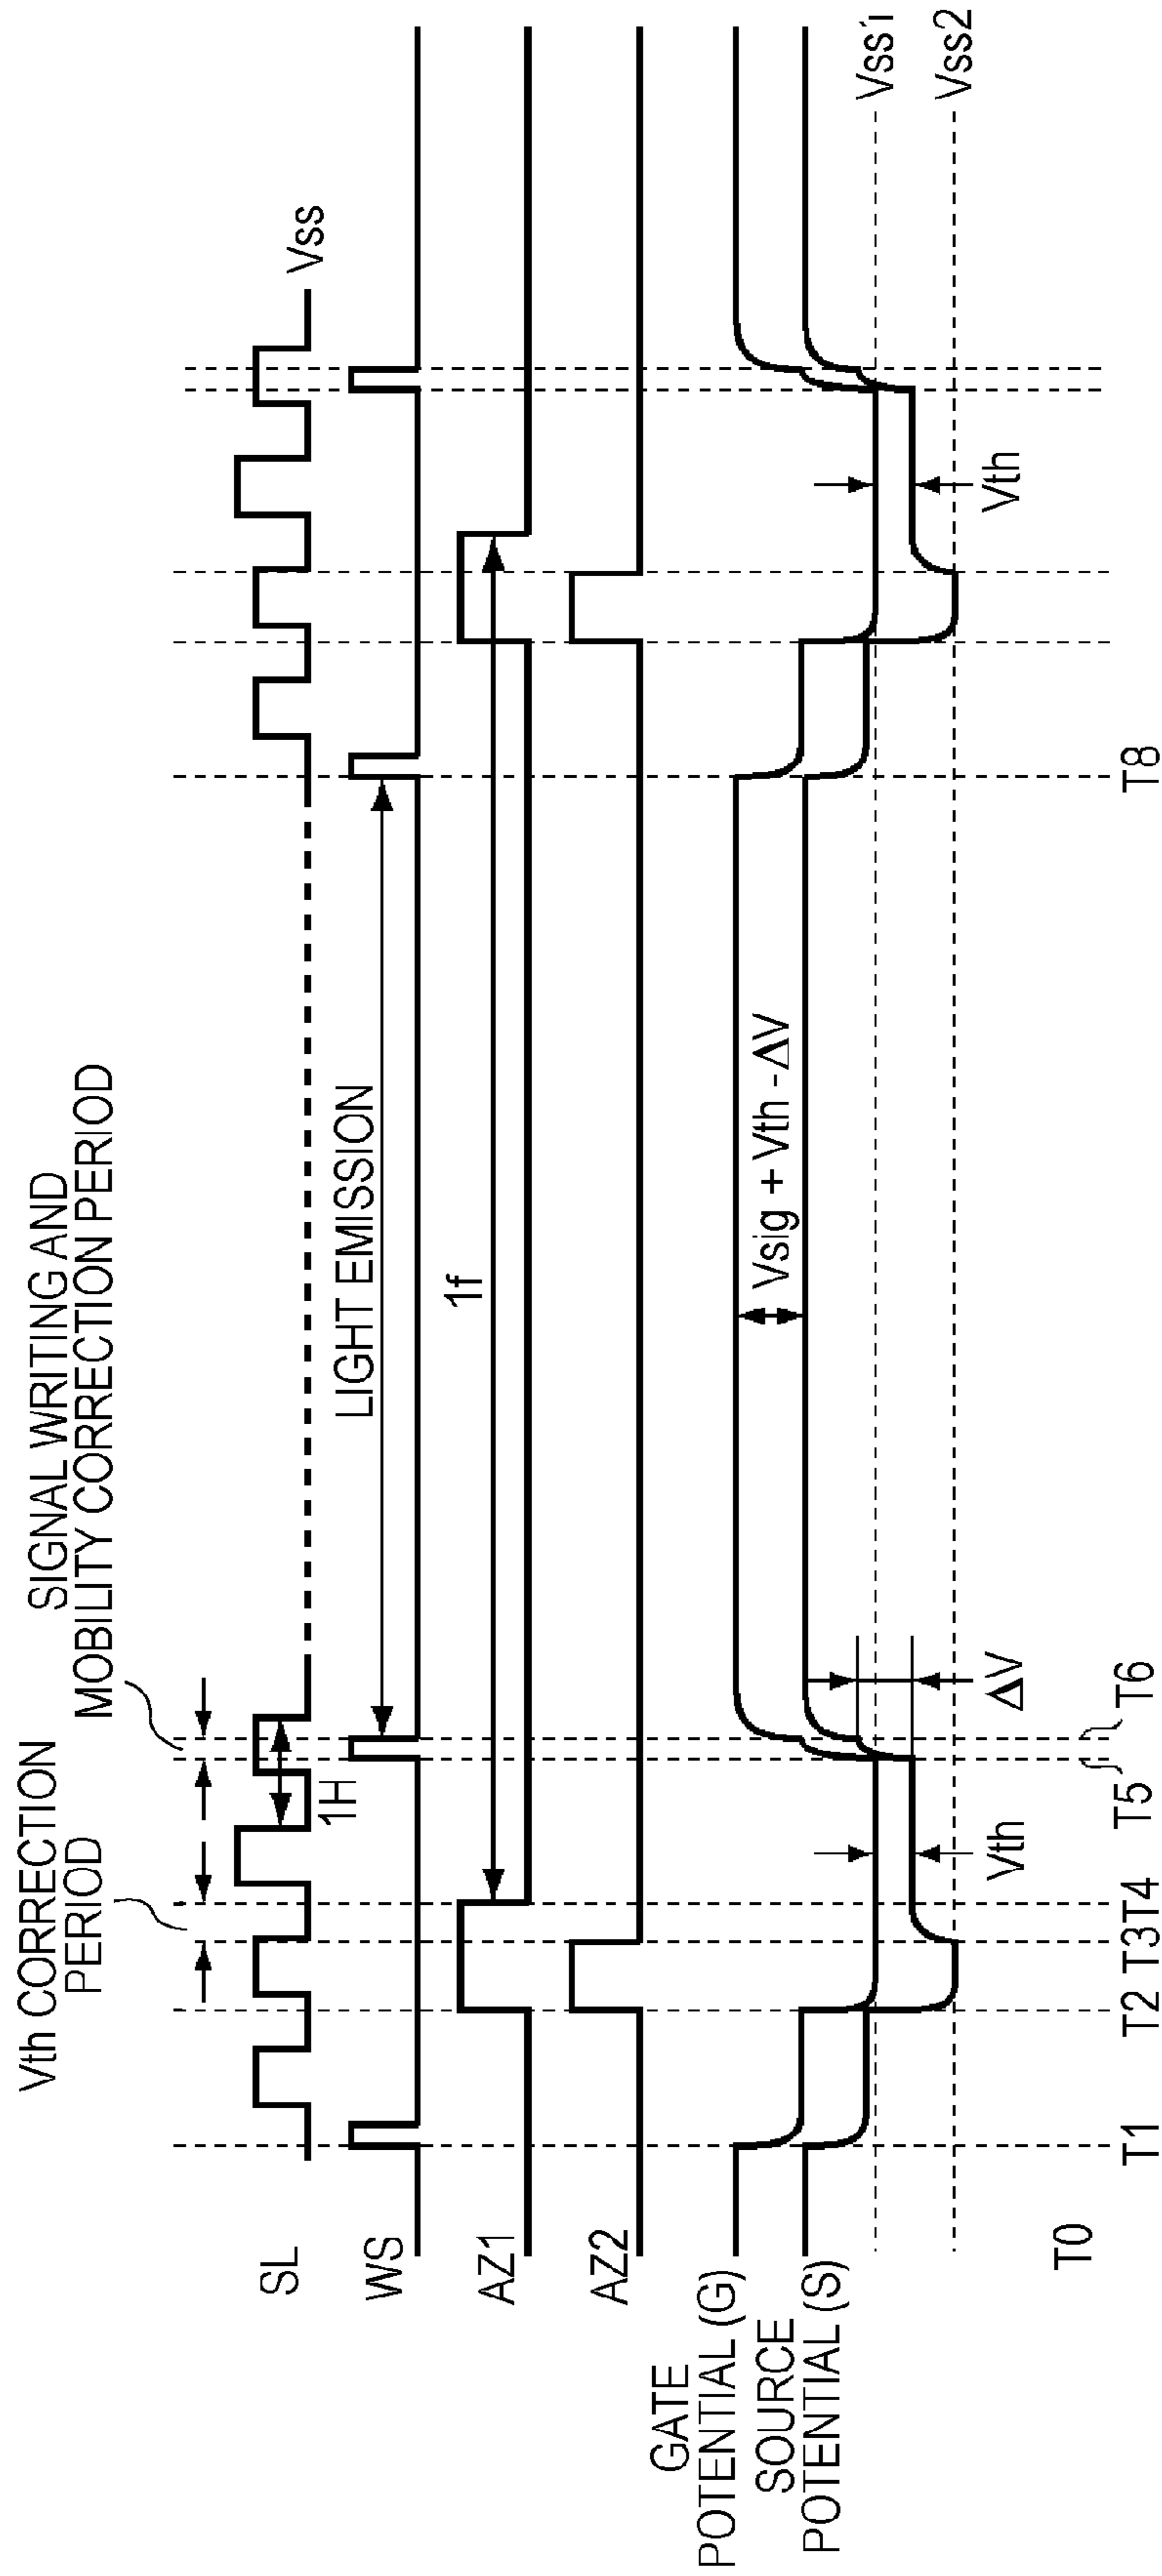 Vth CORRECTION
PERIOD
SIGNAL WRITING AND
MOBILITY CORRECTION PERIOD
SL
1H
Vss
WS
LIGHT EMISSION
AZ1
1f
AZ2
GATE
POTENTIAL (G)
SOURCE
POTENTIAL (S)
Vsig + Vth -ΔV
Vss1
Vss2
Vth
ΔV
Vth
T0
T1
T2
T3
T4
T5
T6
T8